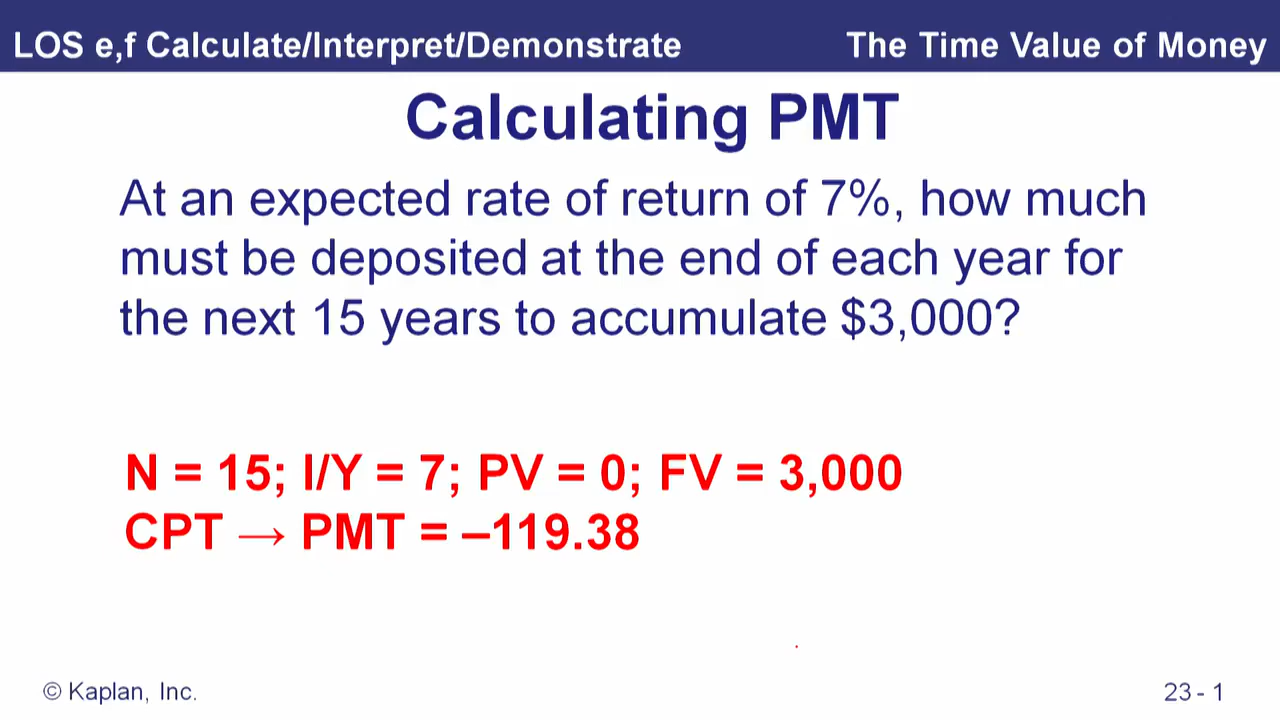 LOS e,f Calculate/Interpret/Demonstrate The Time Value of Money
Calculating PMT
At an expected rate of return of 7%, how much
must be deposited at the end of each year for
the next 15 years to accumulate $3,000?
N = 15; I/Y = 7; PV = 0; FV = 3,000
CPT → PMT = –119.38
© Kaplan, Inc. 23 - 1